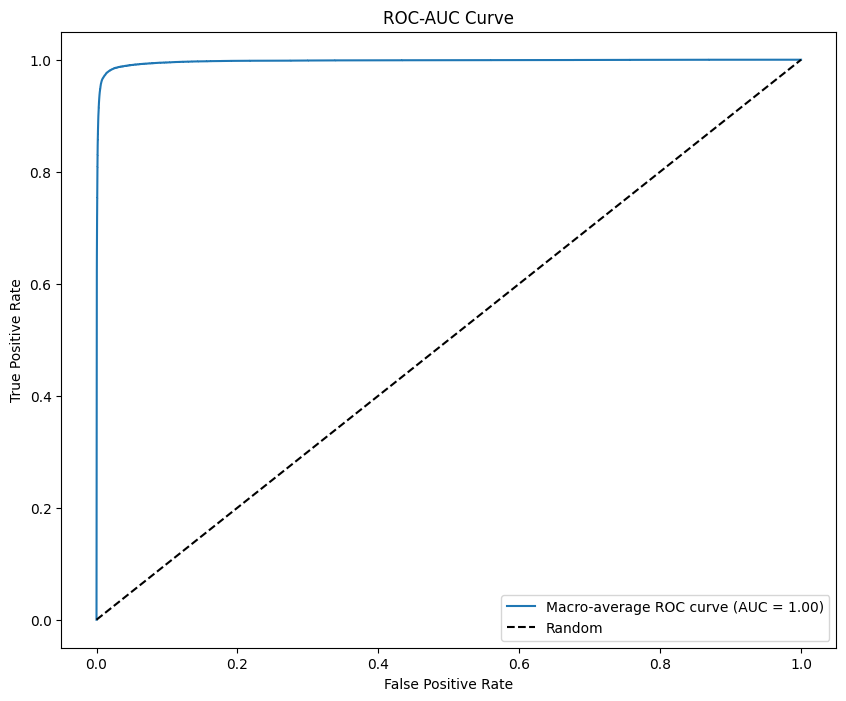 ROC-AUC Curve
True Positive Rate
1.0
0.8
0.6
0.4
0.2
0.0
0.0 0.2 0.4 0.6 0.8 1.0
False Positive Rate
Macro-average ROC curve (AUC = 1.00)
Random